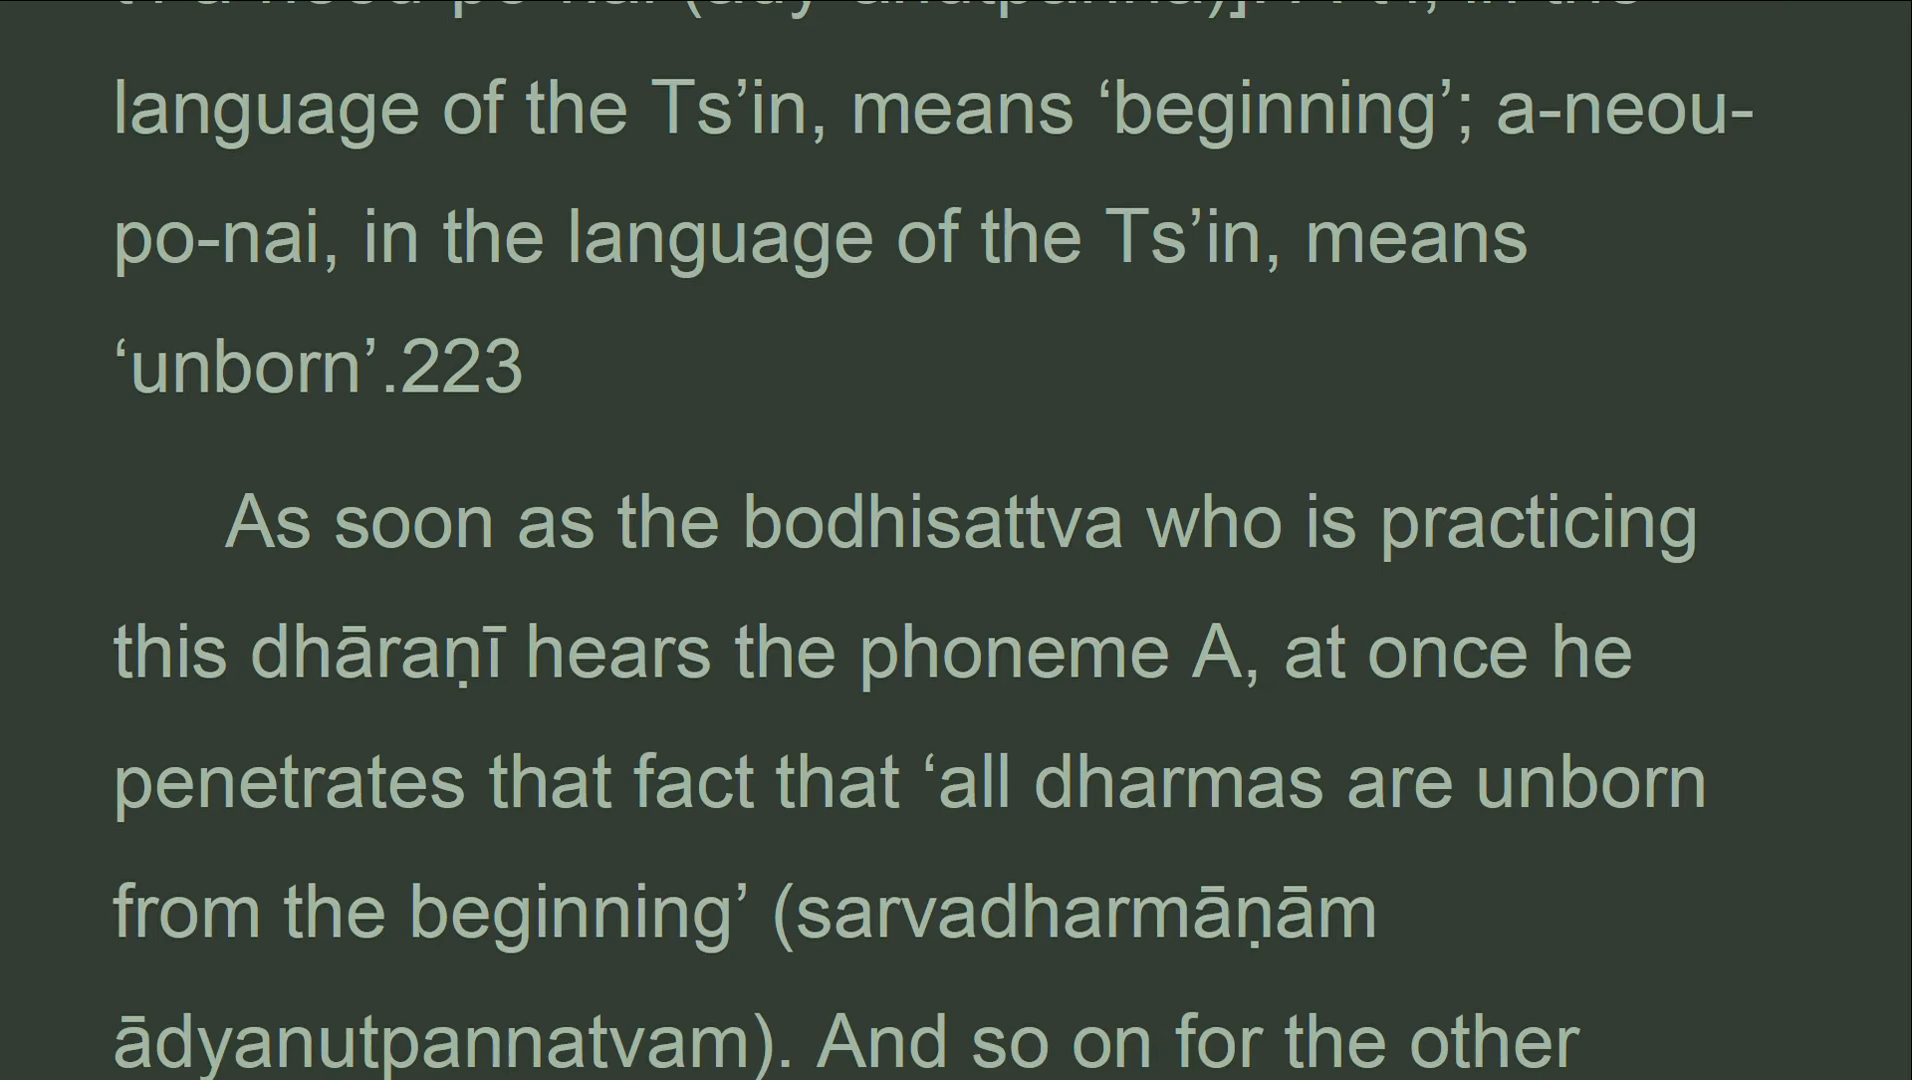 language of the Ts’in, means ‘beginning’; a-neou-
po-nai, in the language of the Ts’in, means
‘unborn’.223
As soon as the bodhisattva who is practicing
this dhāraṇī hears the phoneme A, at once he
penetrates that fact that ‘all dharmas are unborn
from the beginning’ (sarvadharmāṇām
ādyanutpannatvam). And so on for the other